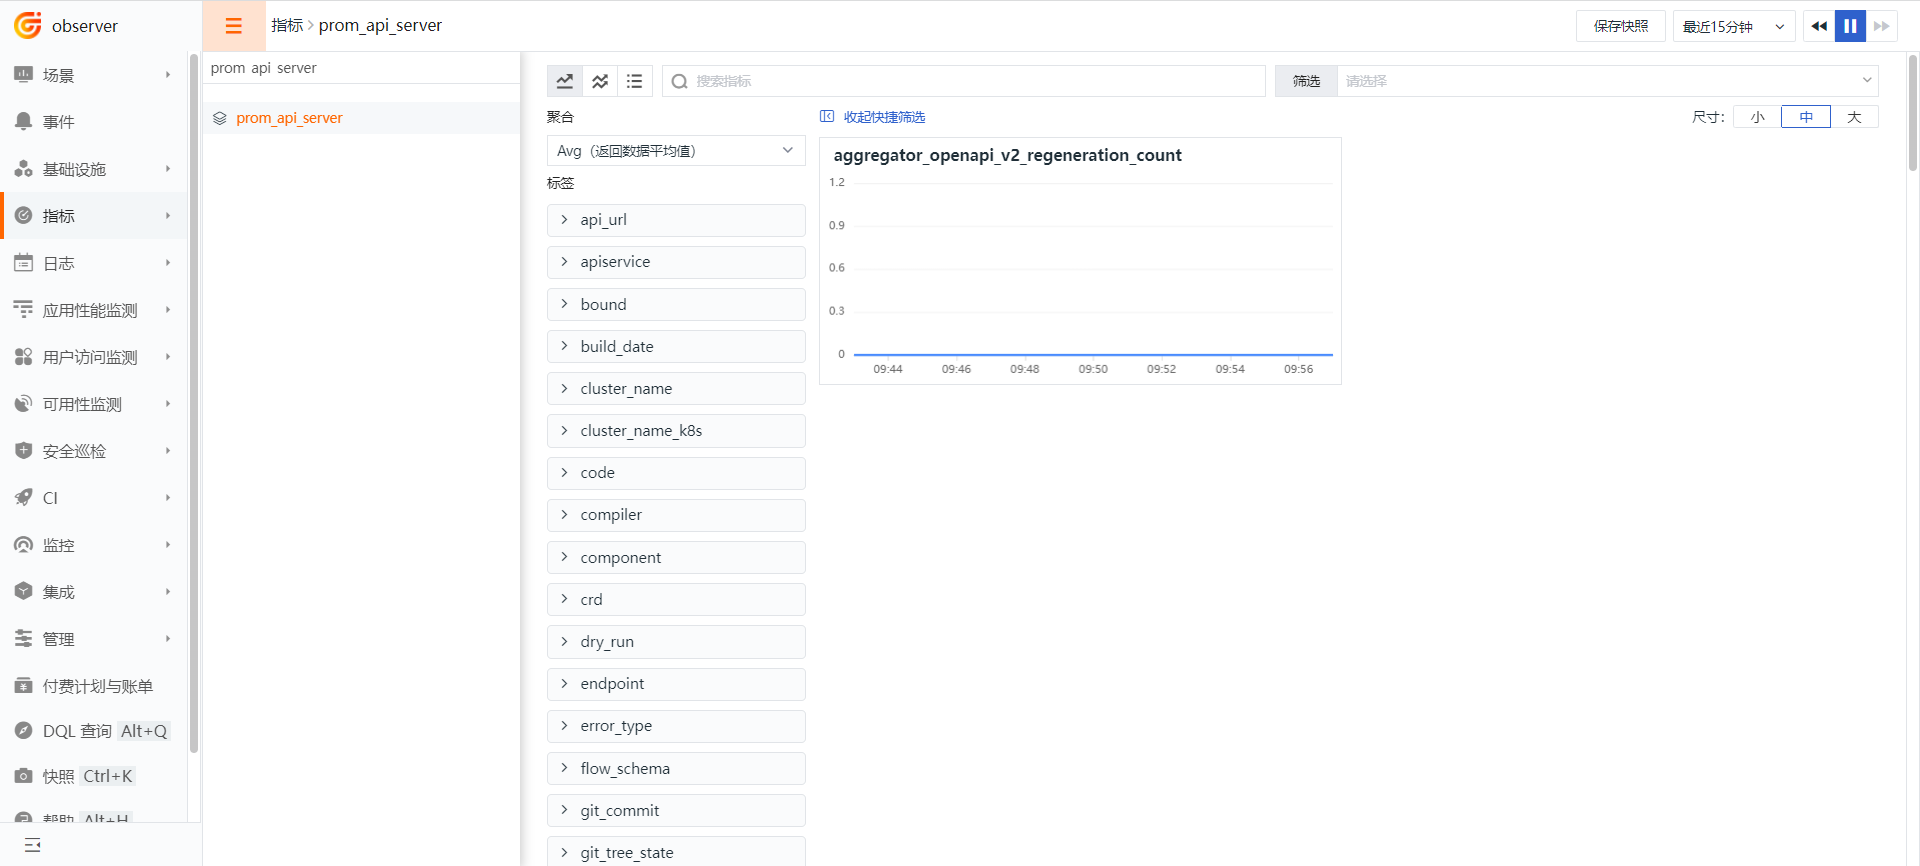 observer
指标 > prom_api_server
保存快照
最近15分钟
场景
事件
基础设施
指标
日志
应用性能监测
用户访问监测
可用性监测
安全巡检
CI
监控
集成
管理
付费计划与账单
DQL 查询 Alt+Q
快照 Ctrl+K
帮助 Alt+H
prom api server
prom_api_server
搜索指标
筛选 请选择
聚合
Avg（返回数据平均值）
标签
api_url
apiservice
bound
build_date
cluster_name
cluster_name_k8s
code
compiler
component
crd
dry_run
endpoint
error_type
flow_schema
git_commit
git_tree_state
收起快捷筛选
尺寸： 小 中 大
aggregator_openapi_v2_regeneration_count
1.2
0.9
0.6
0.3
0
09:44 09:46 09:48 09:50 09:52 09:54 09:56